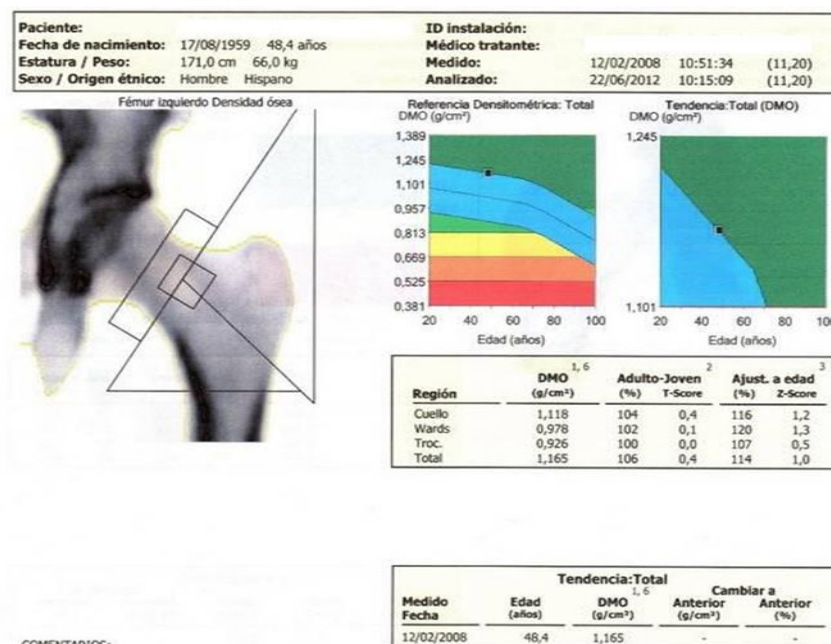 Paciente:
Fecha de nacimiento: 17/08/1959 48,4 años
Estatura / Peso: 171,0 cm 66,0 kg
Sexo / Origen étnico: Hombre Hispano
ID instalación:
Médico tratante:
Medido: 12/02/2008 10:51:34 (11,20)
Analizado: 22/06/2012 10:15:09 (11,20)
Fémur izquierdo Densidad ósea
Referencia Densitométrica: Total
DMO (g/cm²)
1,389
1,245
1,101
0,957
0,813
0,669
0,525
0,381
20 40 60 80 100
Edad (años)
Tendencia:Total (DMO)
DMO (g/cm²)
1,245
1,101
20 40 60 80 100
Edad (años)
DMO 1, 6 Adulto-Joven 2 Ajust. a edad 3
Región (g/cm²) (%) T-Score (%) Z-Score
Cuello 1,118 104 0,4 116 1,2
Wards 0,978 102 0,1 120 1,3
Troc. 0,926 100 0,0 107 0,5
Total 1,165 106 0,4 114 1,0
Tendencia:Total
1, 6 Cambiar a
Medido Edad DMO Anterior Anterior
Fecha (años) (g/cm²) (g/cm²) (%)
12/02/2008 48,4 1,165 - -
COMENTARIOS: